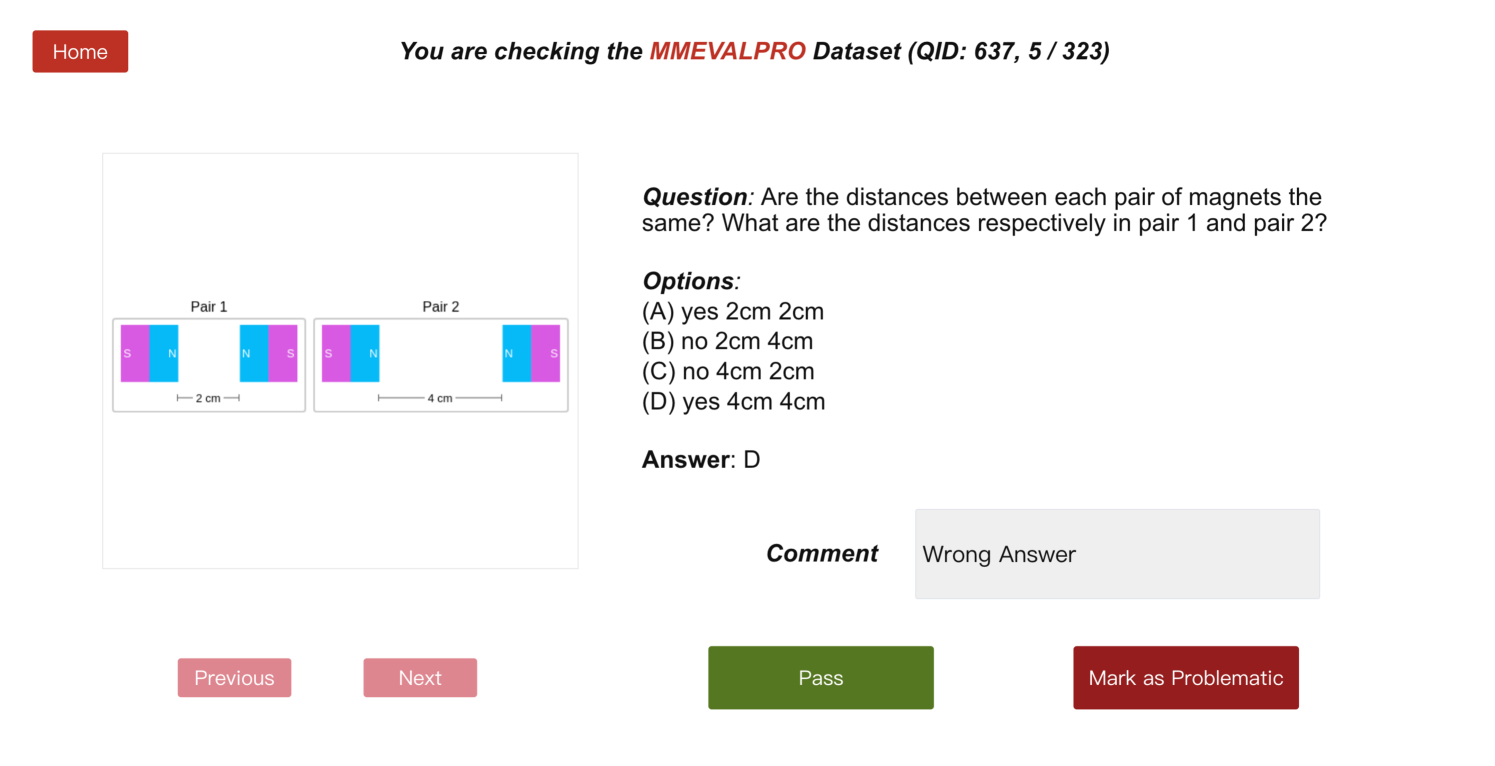 Home
You are checking the MMEVALPRO Dataset (QID: 637, 5 / 323)
Pair 1
Pair 2
S N N S S N N S
2 cm
4 cm
Question: Are the distances between each pair of magnets the
same? What are the distances respectively in pair 1 and pair 2?
Options:
(A) yes 2cm 2cm
(B) no 2cm 4cm
(C) no 4cm 2cm
(D) yes 4cm 4cm
Answer: D
Comment
Wrong Answer
Previous
Next
Pass
Mark as Problematic